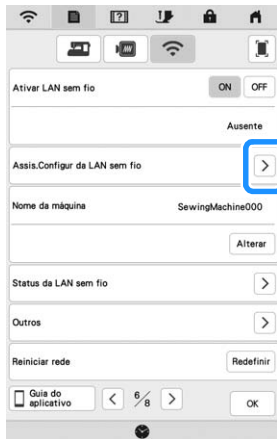 Ativar LAN sem fio ON OFF
Ausente
Assis.Configur da LAN sem fio
Nome da máquina SewingMachine000
Alterar
Status da LAN sem fio
Outros
Reiniciar rede Redefinir
Guia do
aplicativo 6/8 OK